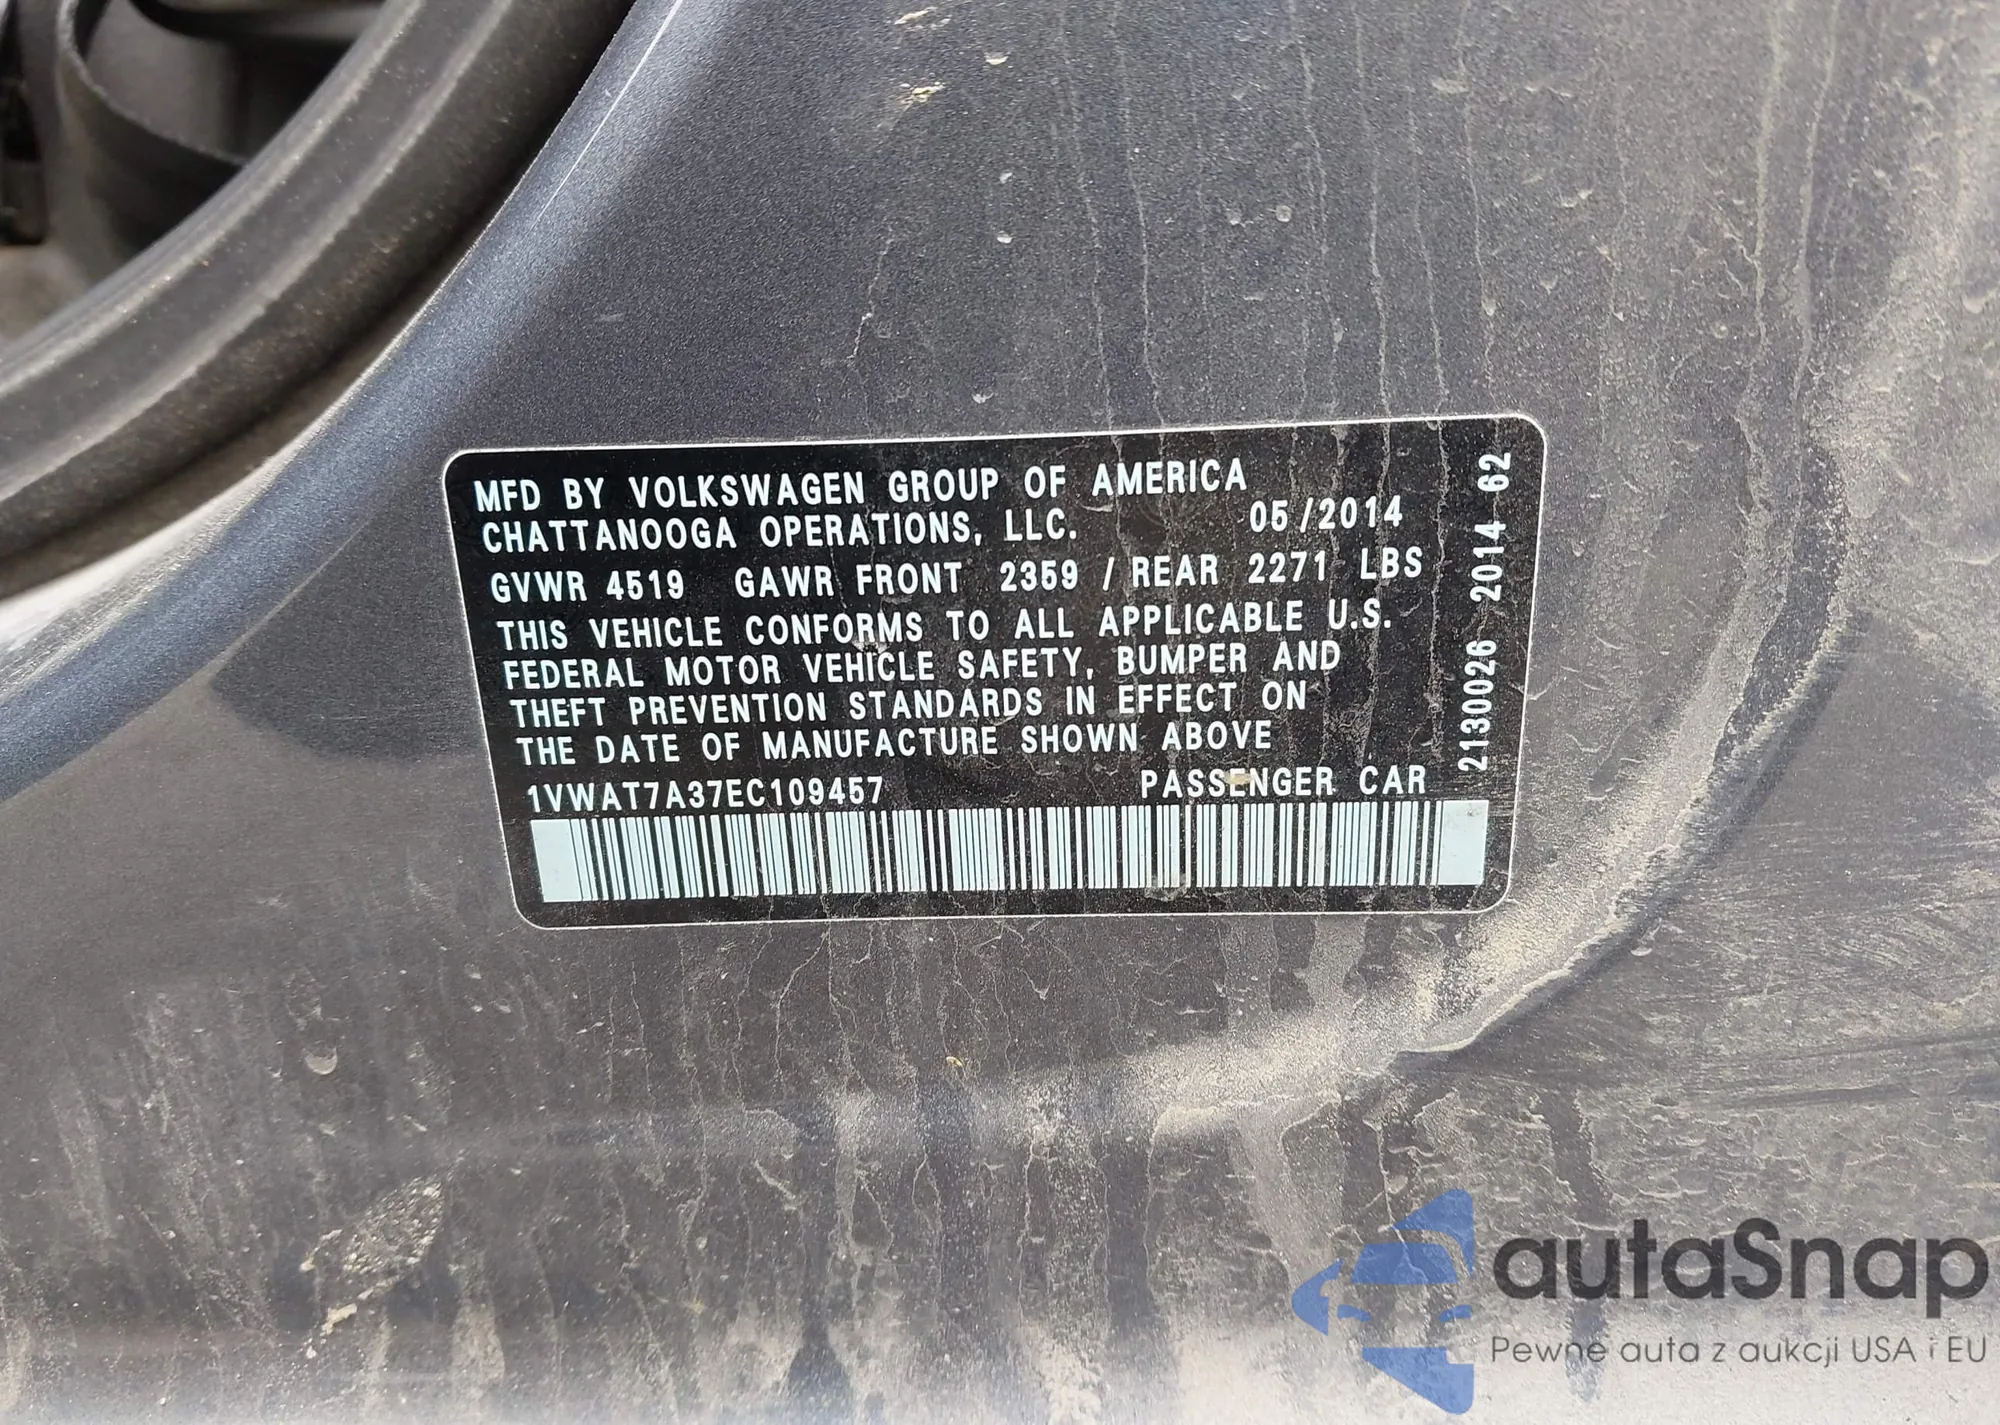 MFD BY VOLKSWAGEN GROUP OF AMERICA
CHATTANOOGA OPERATIONS, LLC. 05/2014
GVWR 4519 GAWR FRONT 2359 / REAR 2271 LBS
THIS VEHICLE CONFORMS TO ALL APPLICABLE U.S.
FEDERAL MOTOR VEHICLE SAFETY, BUMPER AND
THEFT PREVENTION STANDARDS IN EFFECT ON
THE DATE OF MANUFACTURE SHOWN ABOVE
1VWAT7A37EC109457 PASSENGER CAR
2130026 2014 62
autaSnap
Pewne auta z aukcji USA i EU